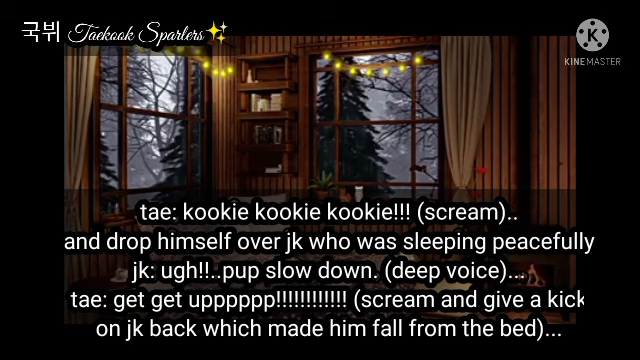 국뷔 Taekook Sparlers✨
KINEMASTER
tae: kookie kookie kookie!!! (scream)..
and drop himself over jk who was sleeping peacefully
jk: ugh!!..pup slow down. (deep voice)...
tae: get get upppppp!!!!!!!!!!!! (scream and give a kick
on jk back which made him fall from the bed)...